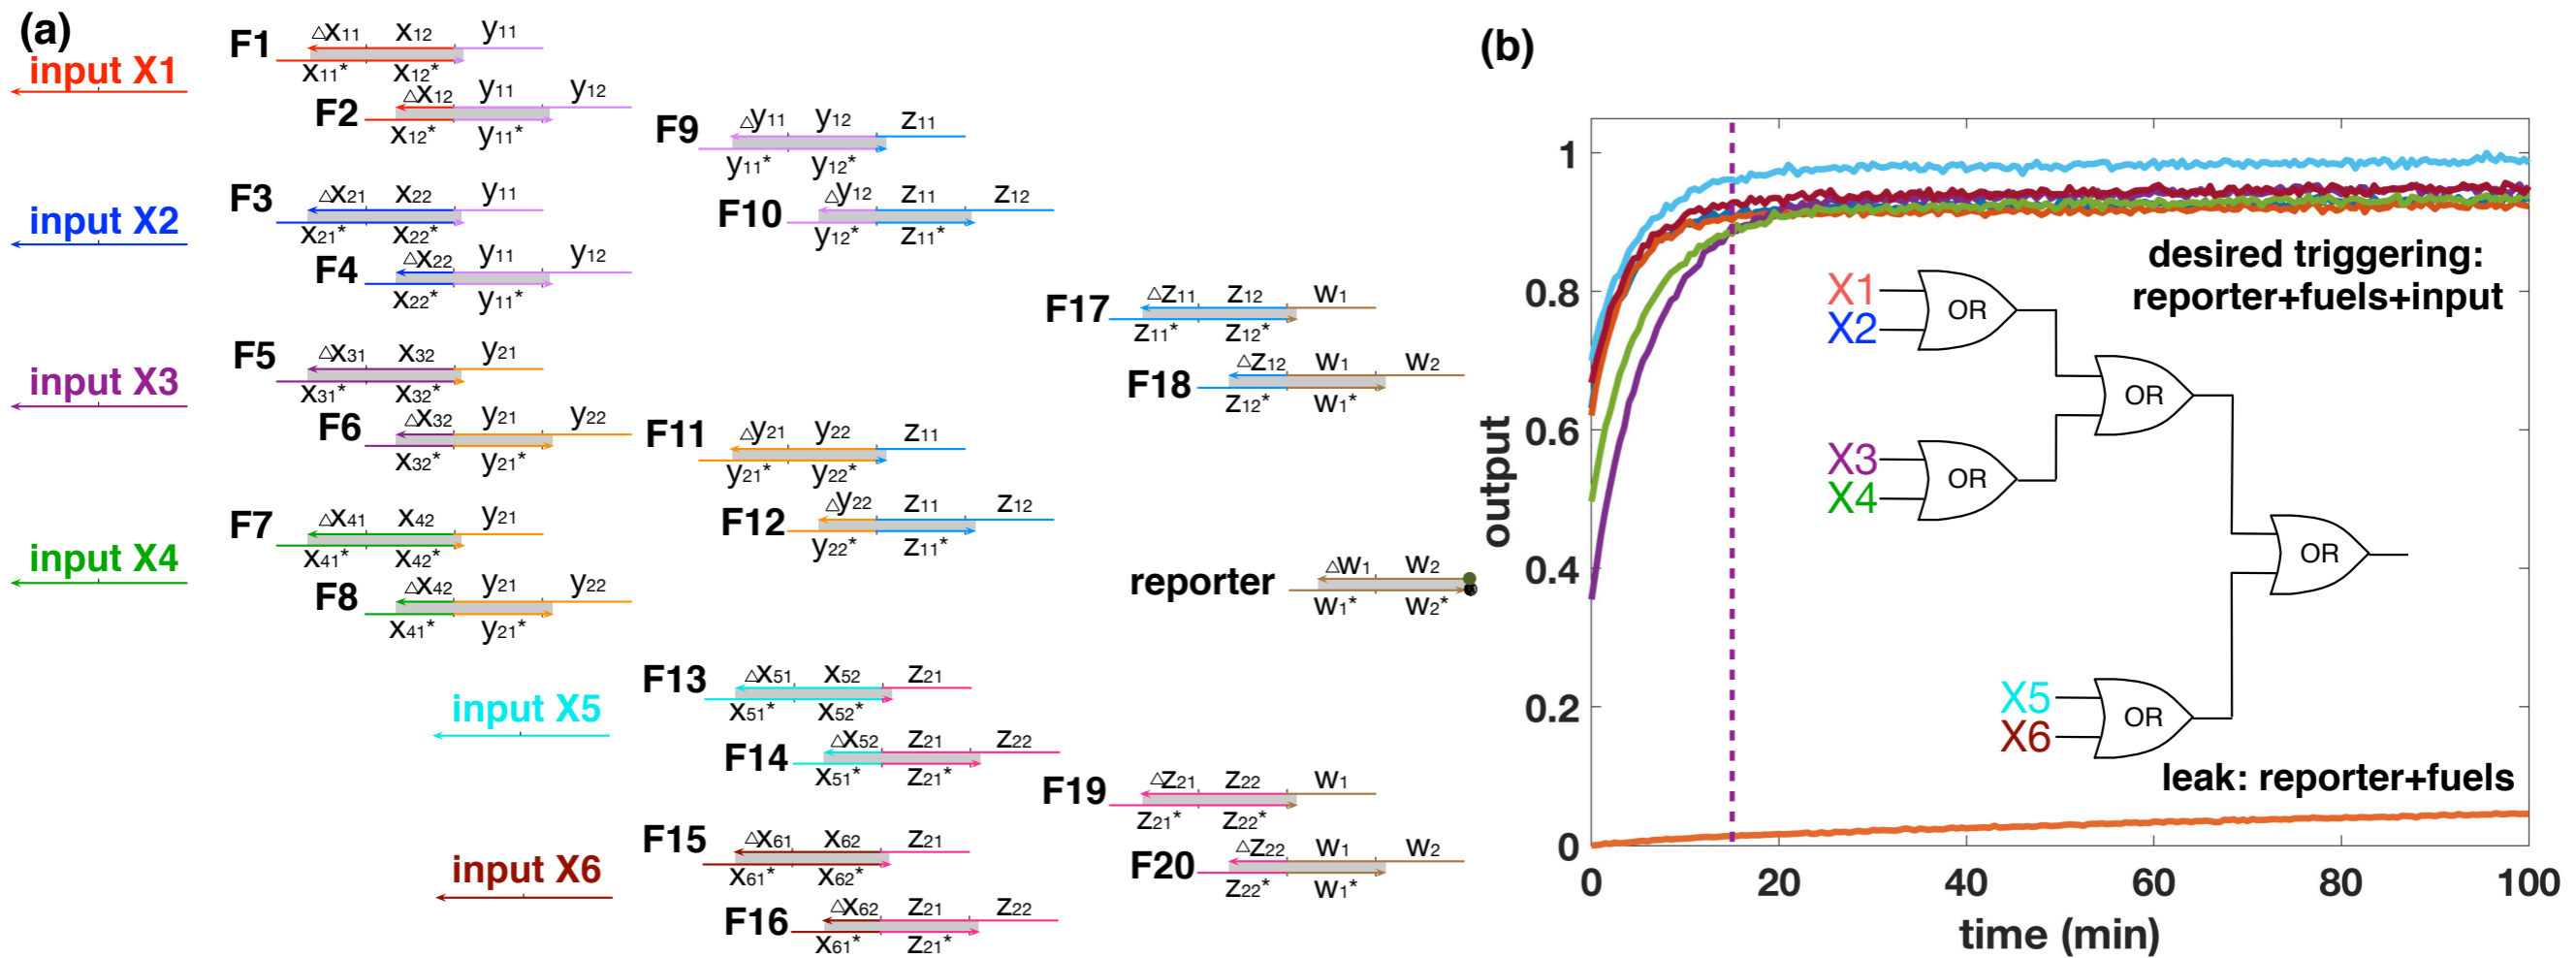 (a)
input X1
F1
△x11 x12 y11
x11* x12*
F2
△x12 y11 y12
x12* y11*
input X2
F3
△x21 x22 y11
x21* x22*
F4
△x22 y11 y12
x22* y11*
input X3
F5
△x31 x32 y21
x31* x32*
F6
△x32 y21 y22
x32* y21*
input X4
F7
△x41 x42 y21
x41* x42*
F8
△x42 y21 y22
x41* y21*
F9
△y11 y12 z11
y11* y12*
F10
△y12 z11 z12
y12* z11*
F11
△y21 y22 z11
y21* y22*
F12
△y22 z11 z12
y22* z11*
input X5
F13
△x51 x52 z21
x51* x52*
F14
△x52 z21 z22
x51* z21*
input X6
F15
△x61 x62 z21
x61* x62*
F16
△x62 z21 z22
x61* z21*
F17
△z11 z12 w1
z11* z12*
F18
△z12 w1 w2
z12* w1*
reporter
△w1 w2
w1* w2*
F19
△z21 z22 w1
z21* z22*
F20
△z22 w1 w2
z22* w1*
(b)
output
1
0.8
0.6
0.4
0.2
0
0 20 40 60 80 100
time (min)
desired triggering:
reporter+fuels+input
X1
X2
OR
X3
X4
OR
OR
X5
X6
OR
OR
leak: reporter+fuels